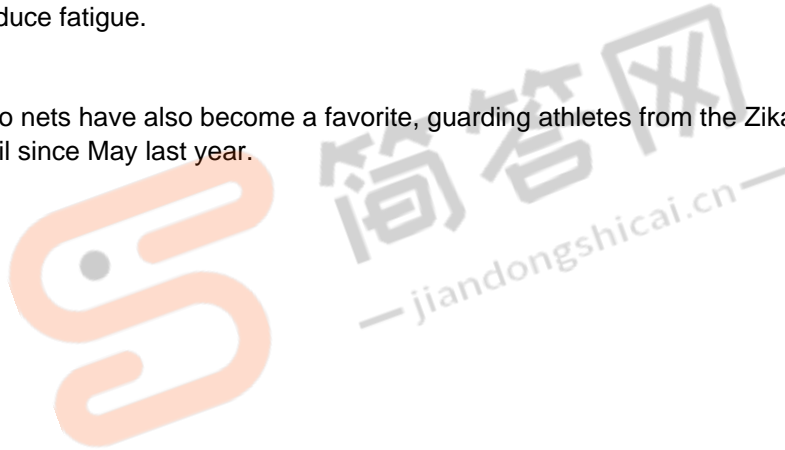 duce fatigue.
o nets have also become a favorite, guarding athletes from the Zika
il since May last year.
简答网
jiandongshicai.cn